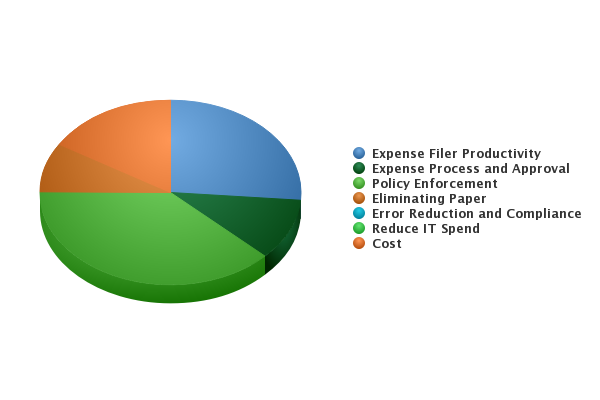 Expense Filer Productivity
Expense Process and Approval
Policy Enforcement
Eliminating Paper
Error Reduction and Compliance
Reduce IT Spend
Cost